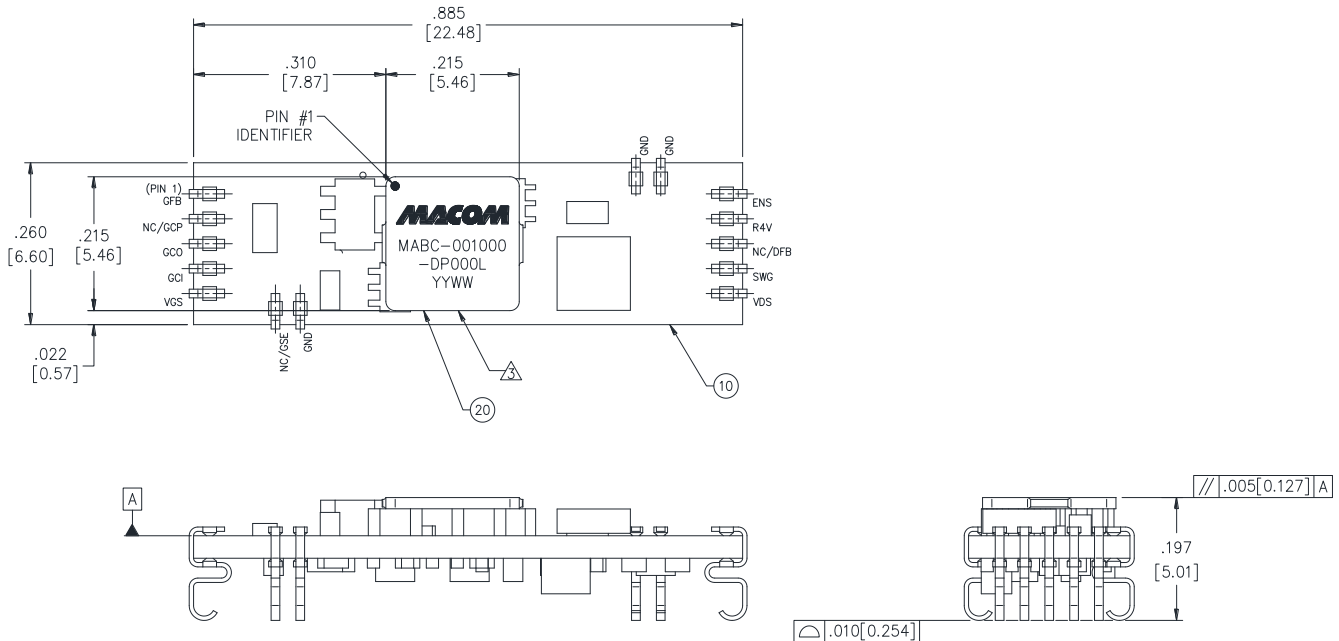 .885
[22.48]
.310
[7.87]
.215
[5.46]
PIN #1
IDENTIFIER
GND
GND
(PIN 1)
GFB
NC/GCP
GCO
GCI
VGS
.260
[6.60]
.215
[5.46]
MACOM
MABC-001000
-DP000L
YYWW
ENS
R4V
NC/DFB
SWG
VDS
.022
[0.57]
NC/GSE
GND
3
10
20
A
// .005[0.127] A
.197
[5.01]
⌓ .010[0.254]